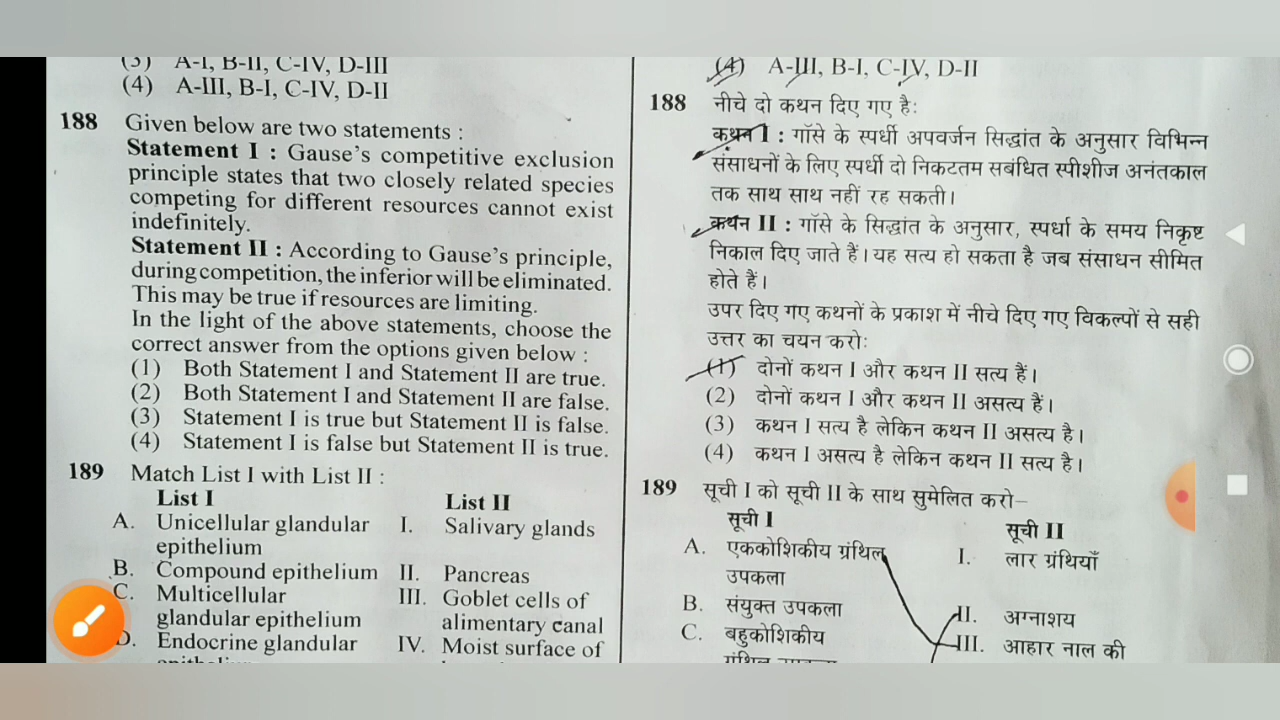 (3) A-I, B-II, C-IV, D-III
(4) A-III, B-I, C-IV, D-II
188 Given below are two statements :
Statement I : Gause's competitive exclusion
principle states that two closely related species
competing for different resources cannot exist
indefinitely.
Statement II : According to Gause's principle,
during competition, the inferior will be eliminated.
This may be true if resources are limiting.
In the light of the above statements, choose the
correct answer from the options given below :
(1) Both Statement I and Statement II are true.
(2) Both Statement I and Statement II are false.
(3) Statement I is true but Statement II is false.
(4) Statement I is false but Statement II is true.
189 Match List I with List II :
List I List II
A. Unicellular glandular I. Salivary glands
epithelium
B. Compound epithelium II. Pancreas
C. Multicellular III. Goblet cells of
glandular epithelium alimentary canal
D. Endocrine glandular IV. Moist surface of
(4) A-III, B-I, C-IV, D-II
188 नीचे दो कथन दिए गए है:
कथन I : गॉसे के स्पर्धी अपवर्जन सिद्धांत के अनुसार विभिन्न
संसाधनों के लिए स्पर्धी दो निकटतम सबंधित स्पीशीज अनंतकाल
तक साथ साथ नहीं रह सकती।
कथन II : गॉसे के सिद्धांत के अनुसार, स्पर्धा के समय निकृष्ट
निकाल दिए जाते हैं। यह सत्य हो सकता है जब संसाधन सीमित
होते हैं।
उपर दिए गए कथनों के प्रकाश में नीचे दिए गए विकल्पों से सही
उत्तर का चयन करो:
(1) दोनों कथन I और कथन II सत्य हैं।
(2) दोनों कथन I और कथन II असत्य हैं।
(3) कथन I सत्य है लेकिन कथन II असत्य है।
(4) कथन I असत्य है लेकिन कथन II सत्य है।
189 सूची I को सूची II के साथ सुमेलित करो–
सूची I सूची II
A. एककोशिकीय ग्रंथिल I. लार ग्रंथियाँ
उपकला
B. संयुक्त उपकला II. अग्नाशय
C. बहुकोशिकीय III. आहार नाल की